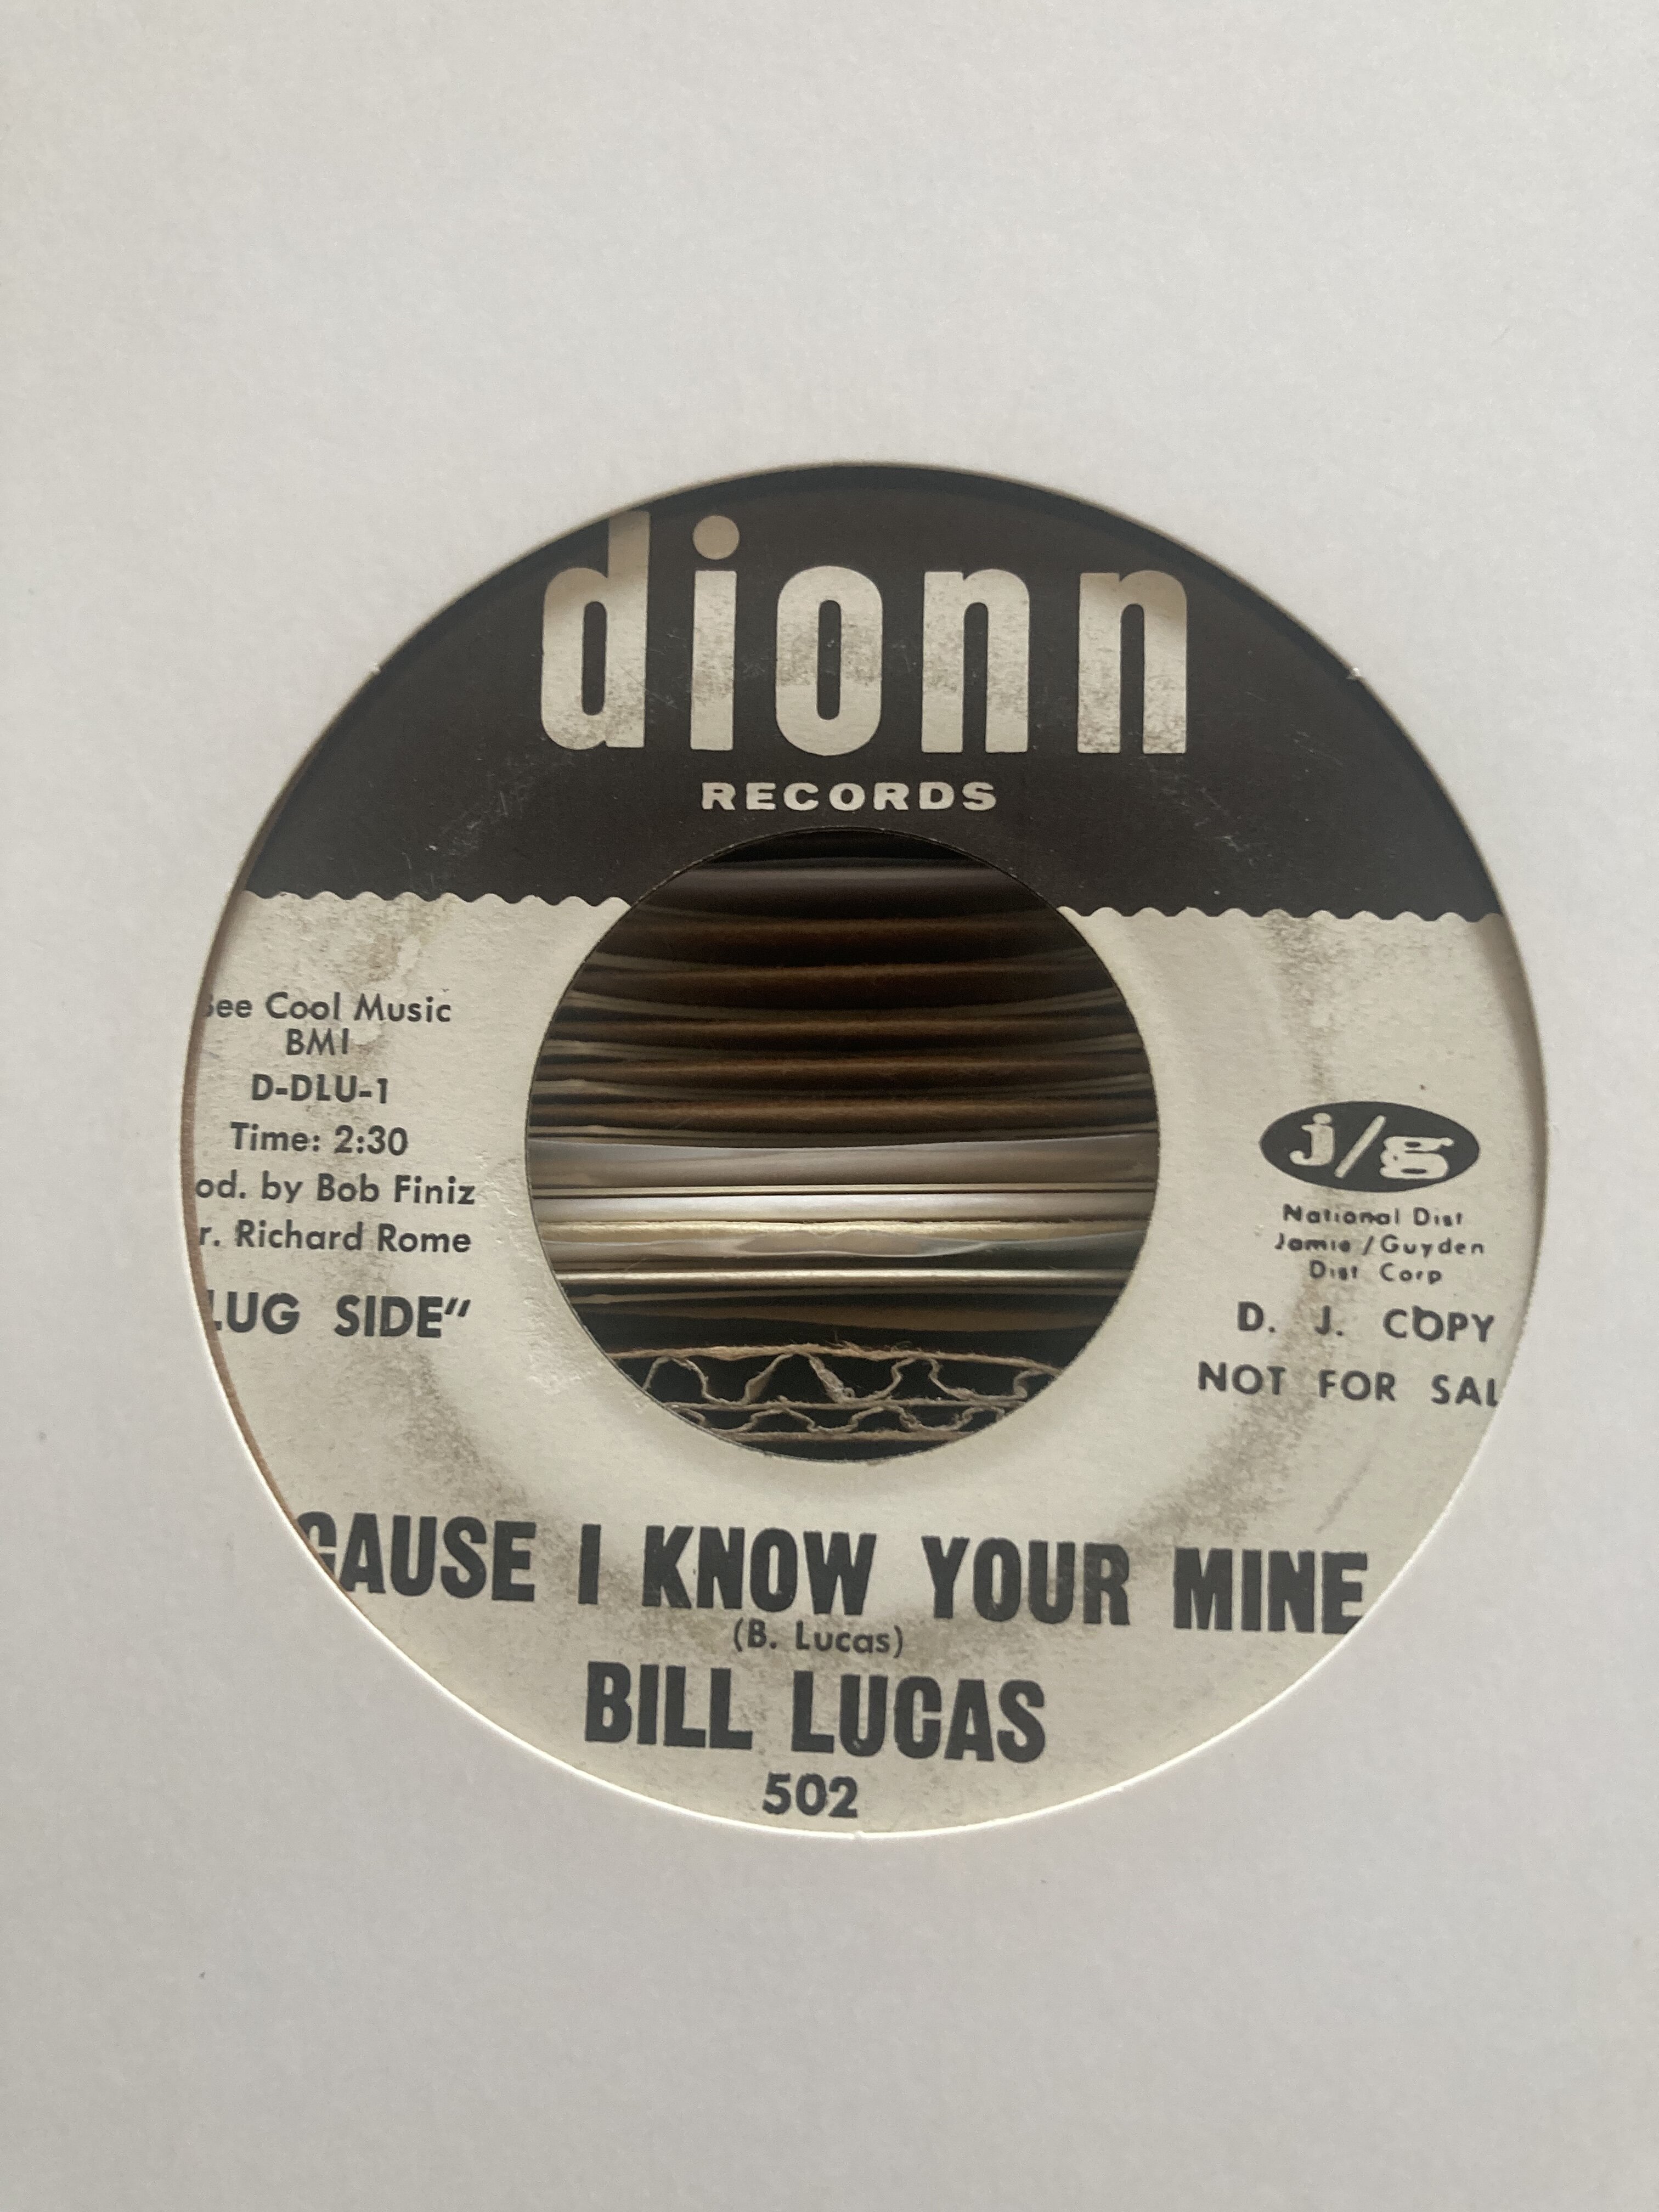 dionn
RECORDS
See Cool Music
BMI
D-DLU-1
Time: 2:30
od. by Bob Finiz
r. Richard Rome
LUG SIDE"
j/g
National Dist
Jamie/Guyden
Dist Corp
D. J. COPY
NOT FOR SAL
CAUSE I KNOW YOUR MINE
(B. Lucas)
BILL LUCAS
502